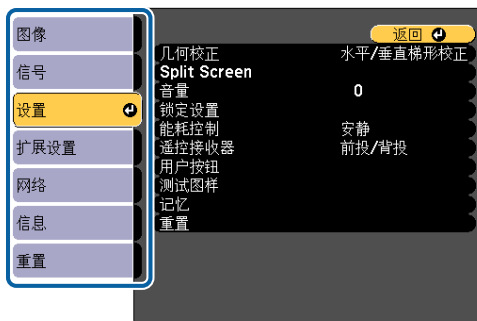 图像
信号
设置
扩展设置
网络
信息
重置
返回
几何校正 水平/垂直梯形校正
Split Screen
音量 0
锁定设置
能耗控制 安静
遥控接收器 前投/背投
用户按钮
测试图样
记忆
重置